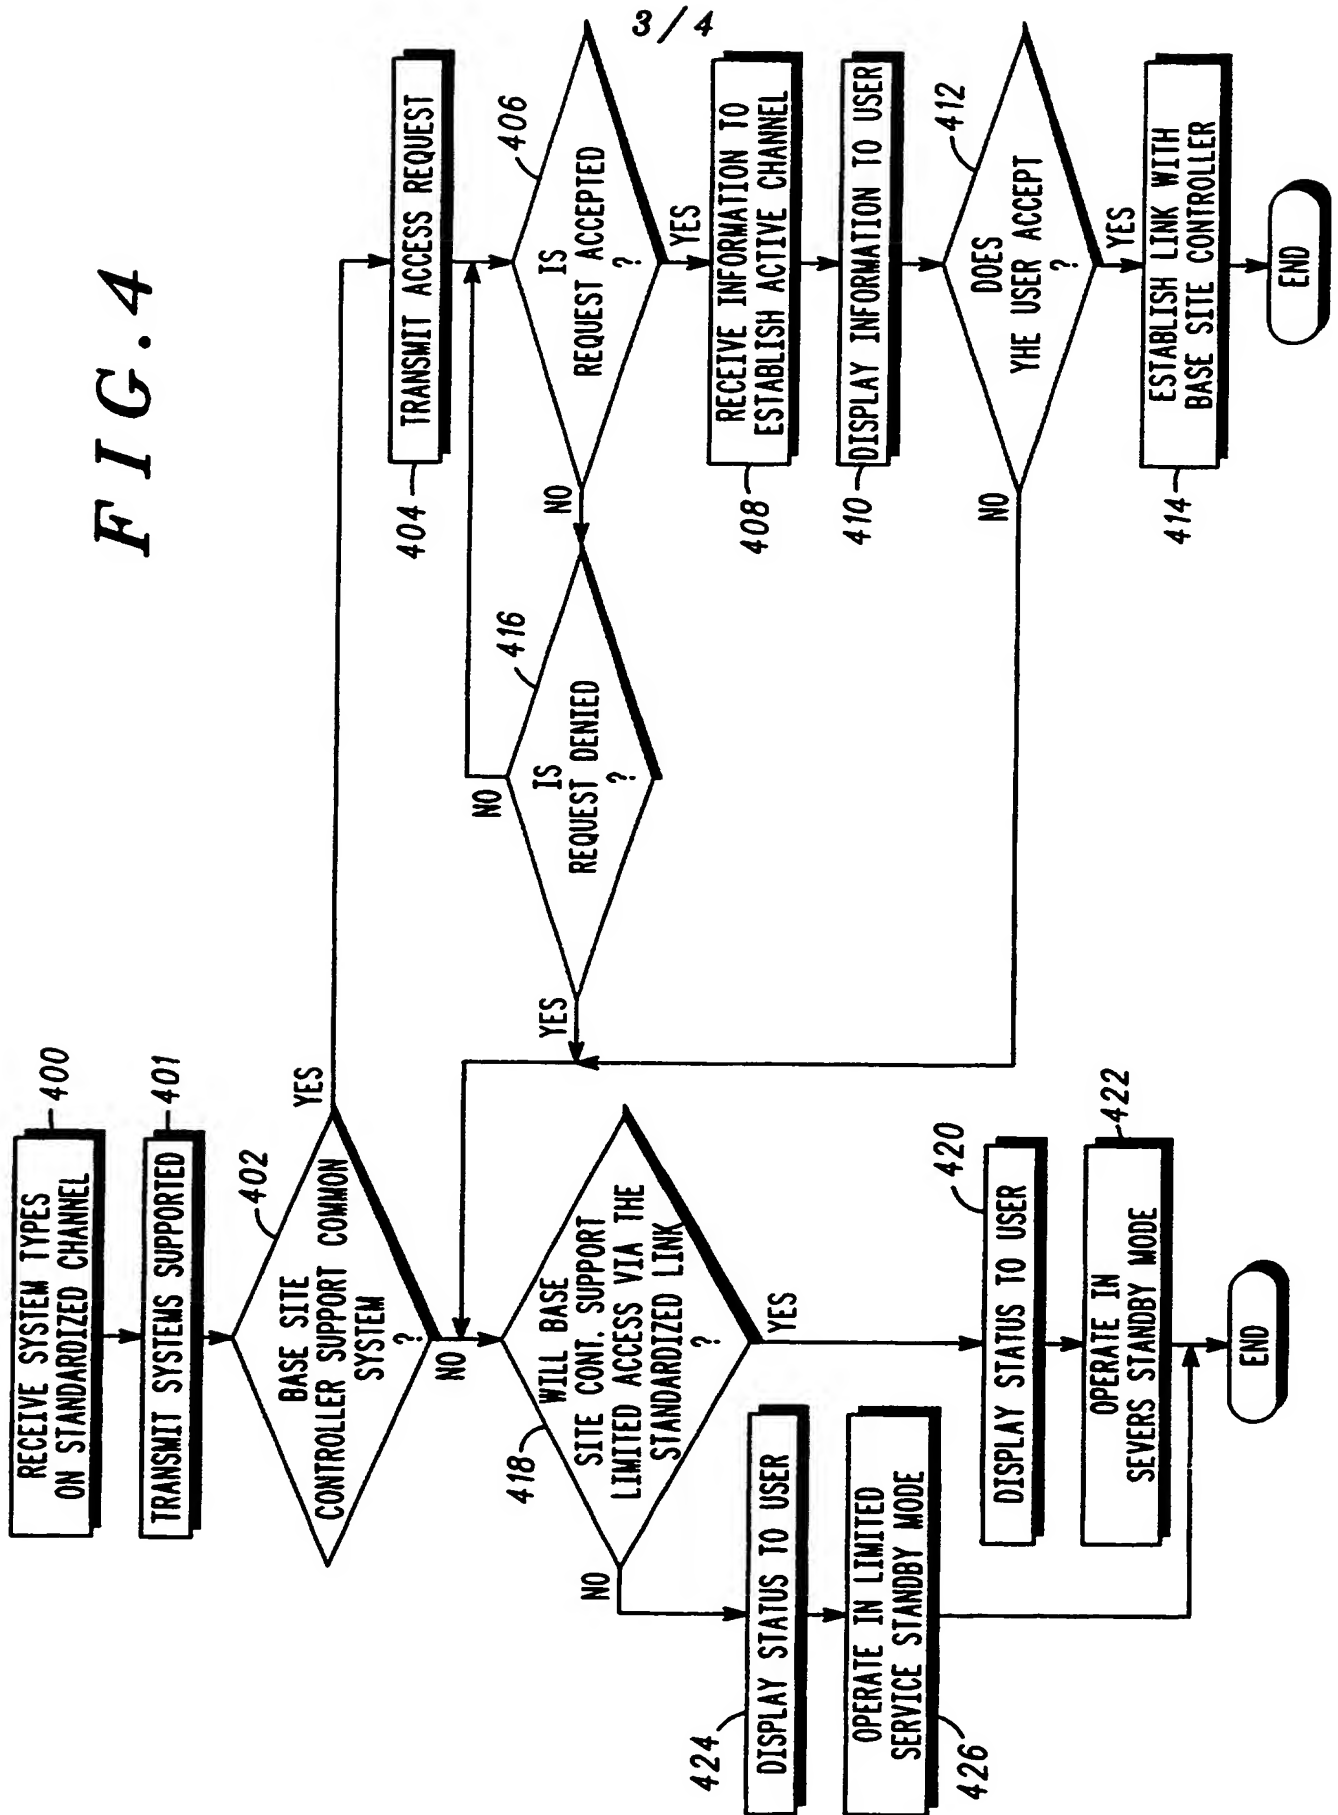 3/4
FIG.4
RECEIVE SYSTEM TYPES
ON STANDARDIZED CHANNEL
400
TRANSMIT SYSTEMS SUPPORTED
401
402
BASE SITE
CONTROLLER SUPPORT COMMON
SYSTEM
?
YES
NO
TRANSMIT ACCESS REQUEST
404
406
IS
REQUEST ACCEPTED
?
NO
YES
416
IS
REQUEST DENIED
?
NO
YES
RECEIVE INFORMATION TO
ESTABLISH ACTIVE CHANNEL
408
DISPLAY INFORMATION TO USER
410
412
DOES
YHE USER ACCEPT
?
NO
YES
ESTABLISH LINK WITH
BASE SITE CONTROLLER
414
END
418
WILL BASE
SITE CONT. SUPPORT
LIMITED ACCESS VIA THE
STANDARDIZED LINK
?
NO
YES
DISPLAY STATUS TO USER
424
OPERATE IN LIMITED
SERVICE STANDBY MODE
426
DISPLAY STATUS TO USER
420
OPERATE IN
SEVERS STANDBY MODE
422
END